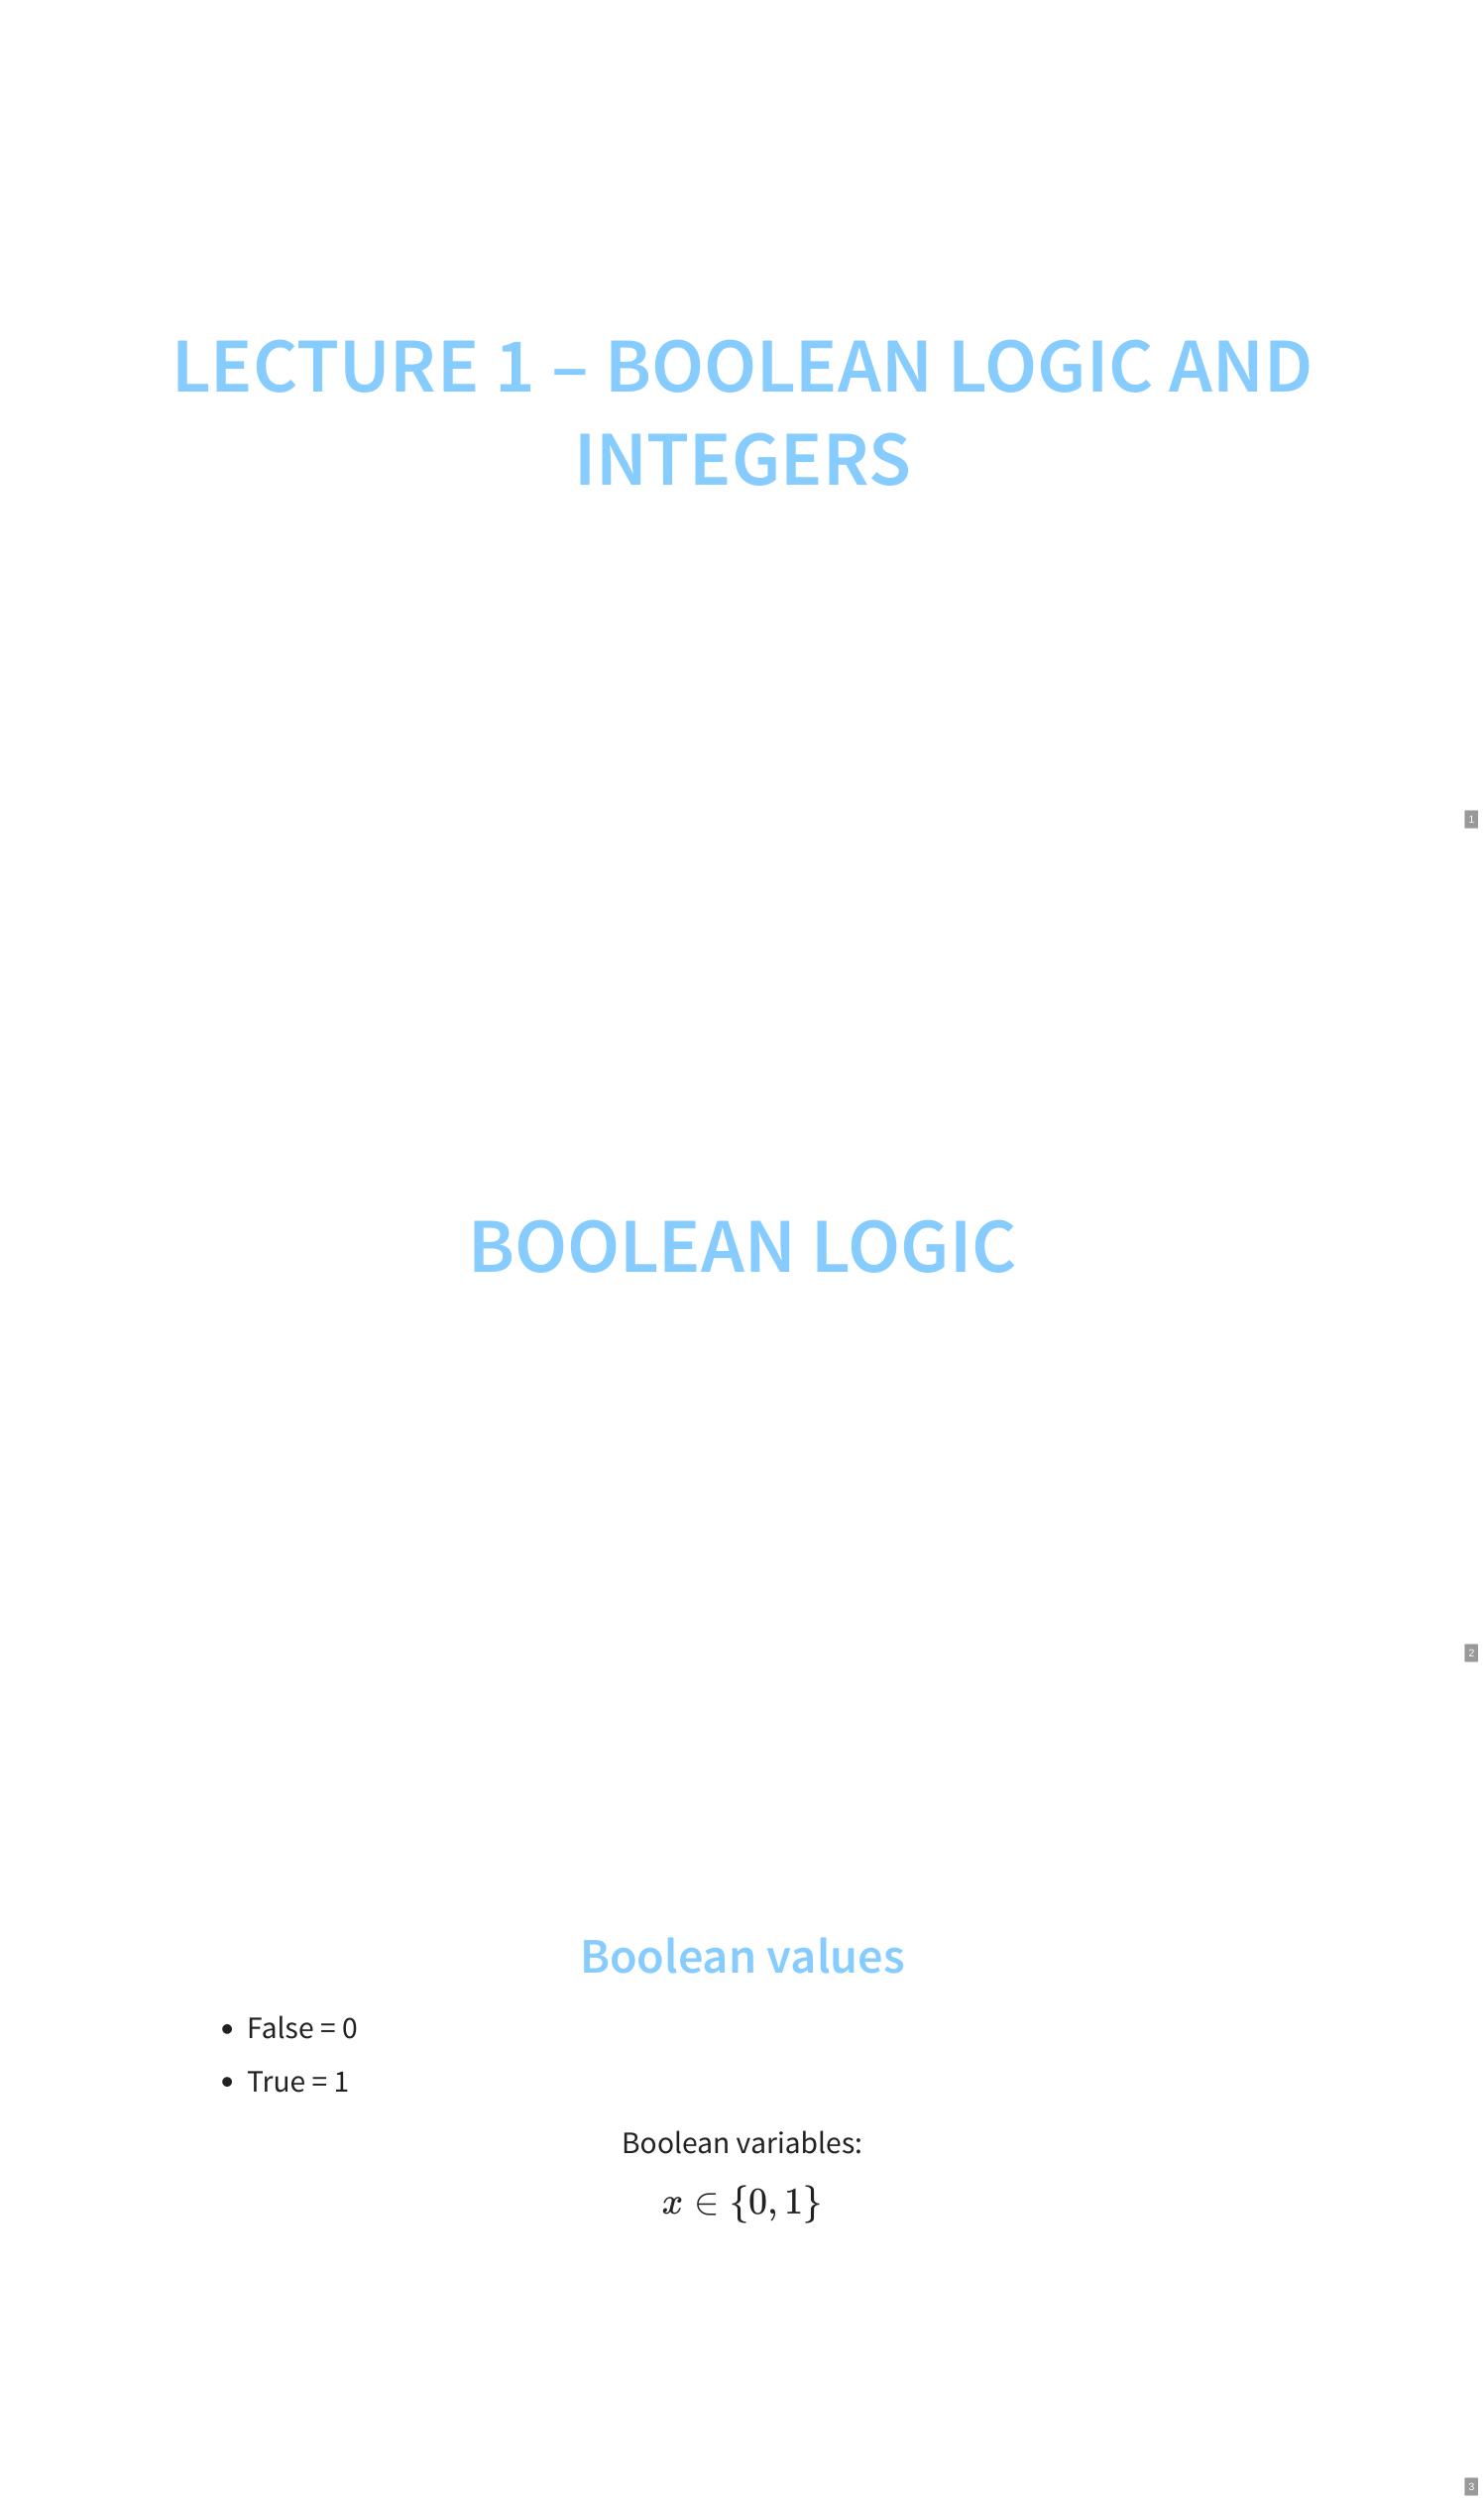 LECTURE 1 – BOOLEAN LOGIC AND
INTEGERS
1
BOOLEAN LOGIC
2
Boolean values
• False = 0
• True = 1
Boolean variables:
x ∈ {0, 1}
3